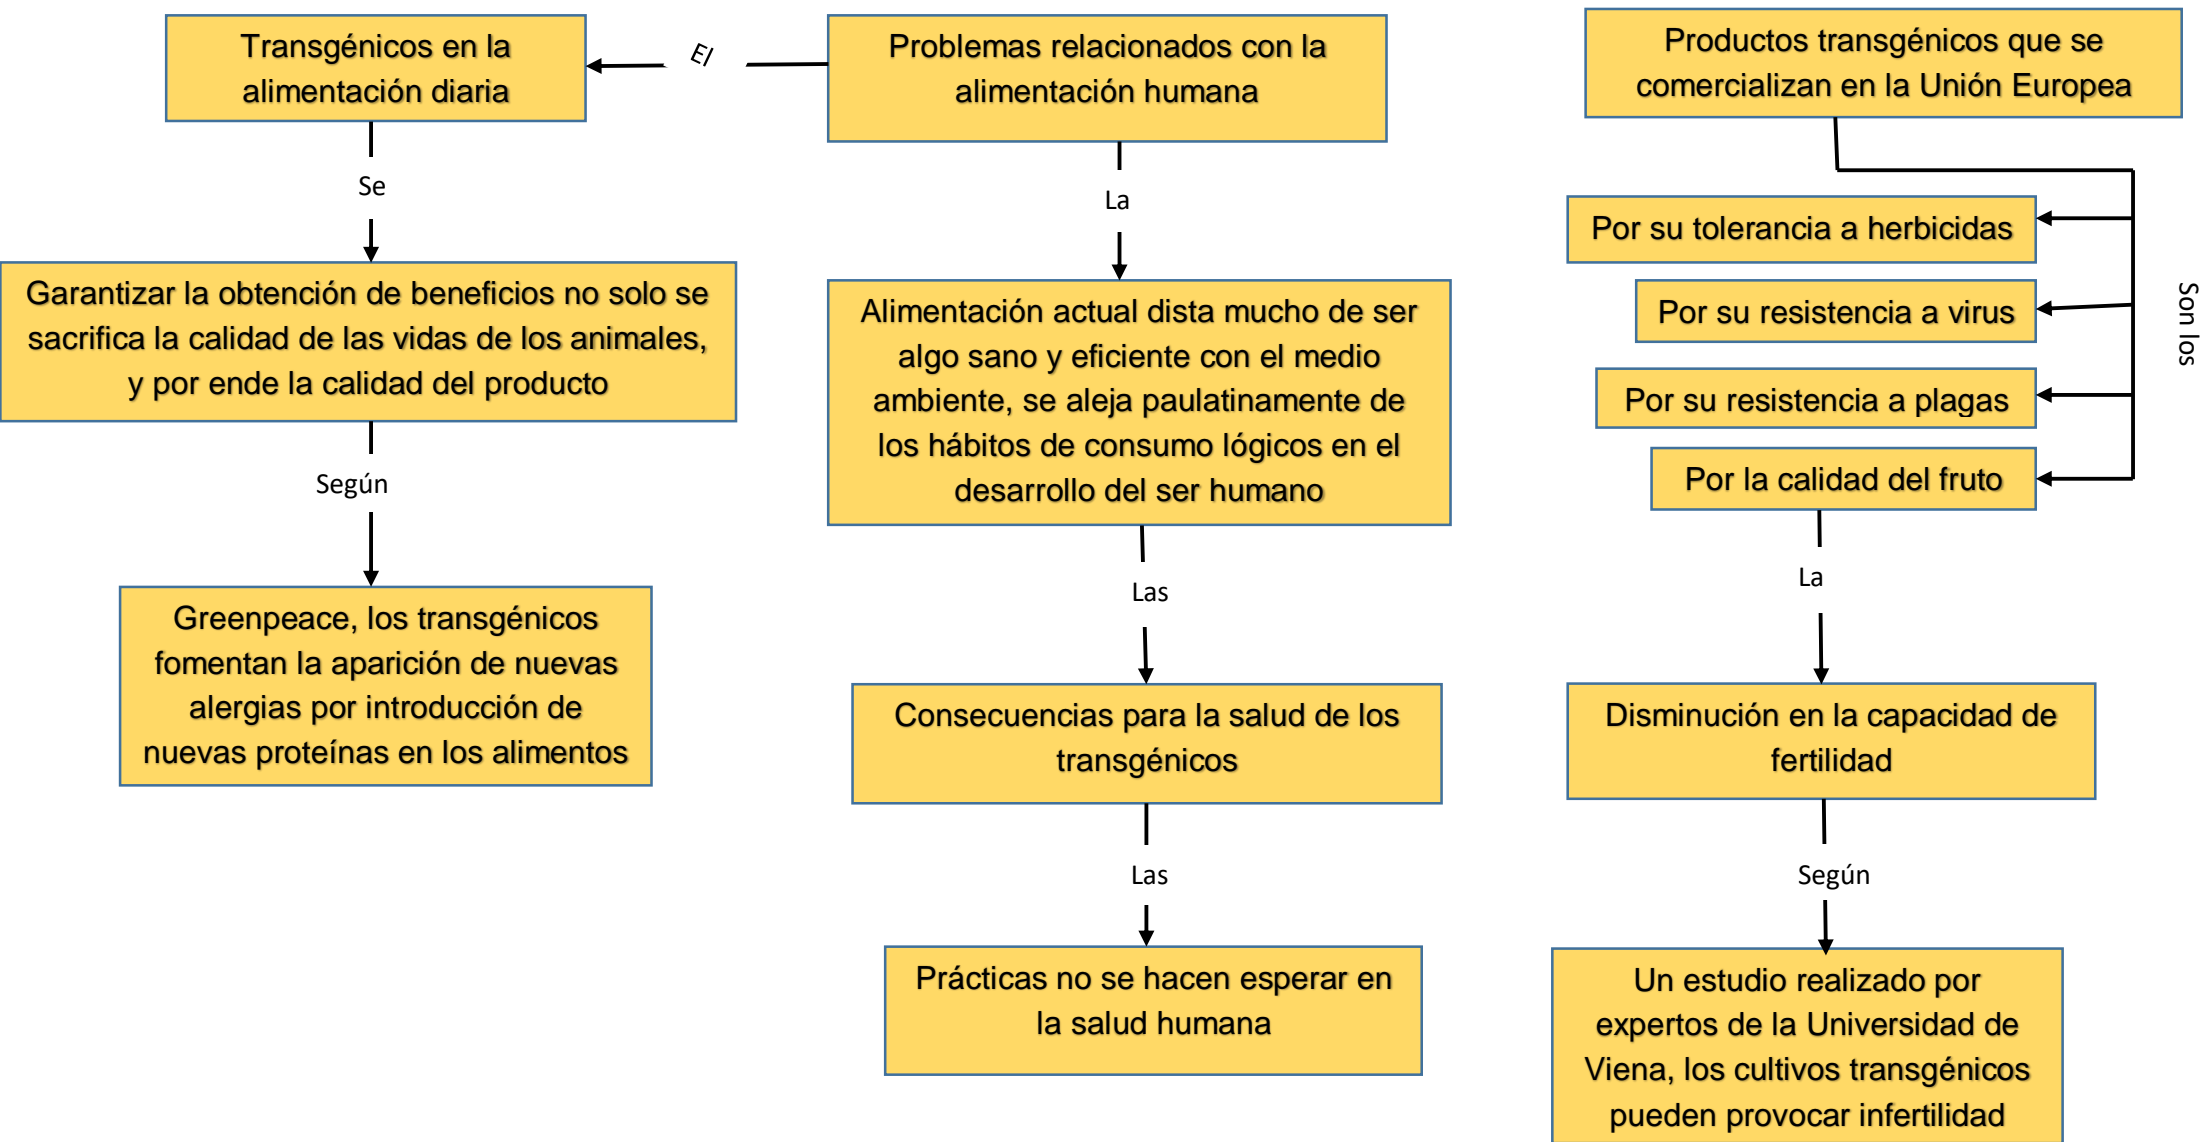 Transgénicos en la
alimentación diaria
El
Problemas relacionados con la
alimentación humana
Productos transgénicos que se
comercializan en la Unión Europea
Se
La
Son los
Por su tolerancia a herbicidas
Por su resistencia a virus
Por su resistencia a plagas
Por la calidad del fruto
Garantizar la obtención de beneficios no solo se
sacrifica la calidad de las vidas de los animales,
y por ende la calidad del producto
Alimentación actual dista mucho de ser
algo sano y eficiente con el medio
ambiente, se aleja paulatinamente de
los hábitos de consumo lógicos en el
desarrollo del ser humano
Según
Las
La
Greenpeace, los transgénicos
fomentan la aparición de nuevas
alergias por introducción de
nuevas proteínas en los alimentos
Consecuencias para la salud de los
transgénicos
Disminución en la capacidad de
fertilidad
Las
Según
Prácticas no se hacen esperar en
la salud humana
Un estudio realizado por
expertos de la Universidad de
Viena, los cultivos transgénicos
pueden provocar infertilidad